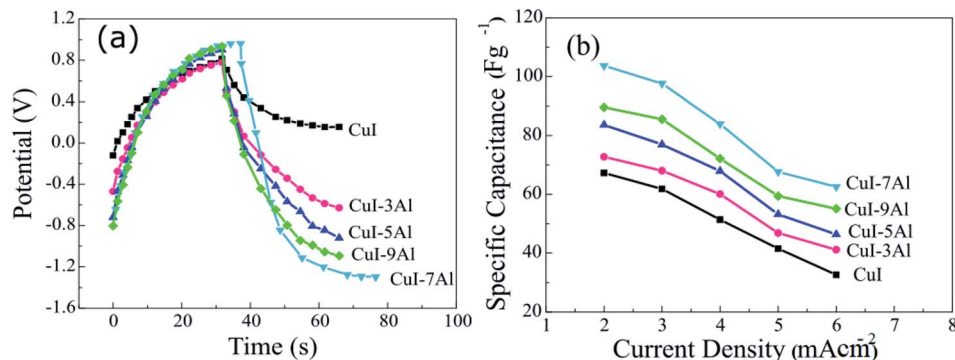 (a)
1.2
0.8
0.4
0.0
-0.4
-0.8
-1.2
-1.6
Potential (V)
CuI
CuI-3Al
CuI-5Al
CuI-9Al
CuI-7Al
0 20 40 60 80 100
Time (s)
(b)
120
100
80
60
40
20
Specific Capacitance (Fg⁻¹)
CuI-7Al
CuI-9Al
CuI-5Al
CuI-3Al
CuI
1 2 3 4 5 6 7 8
Current Density (mAcm⁻²)